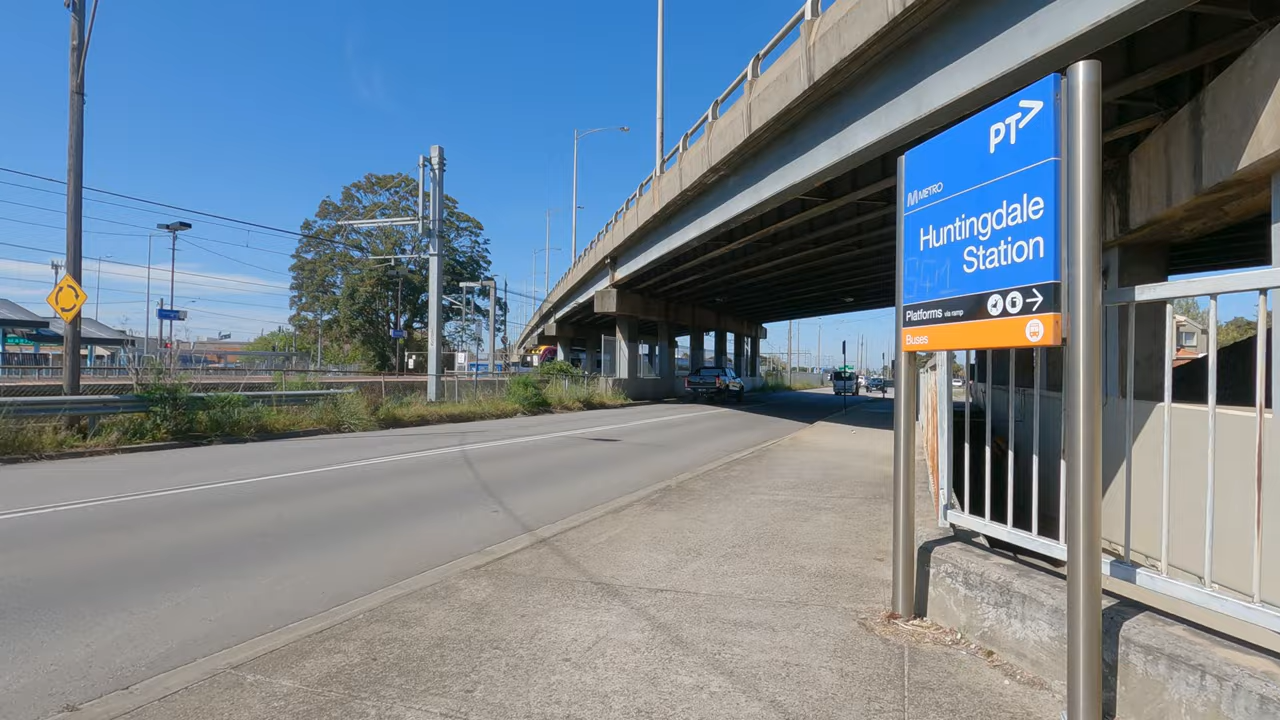 PT>
METRO
Huntingdale
Station
Platforms via ramp
Buses